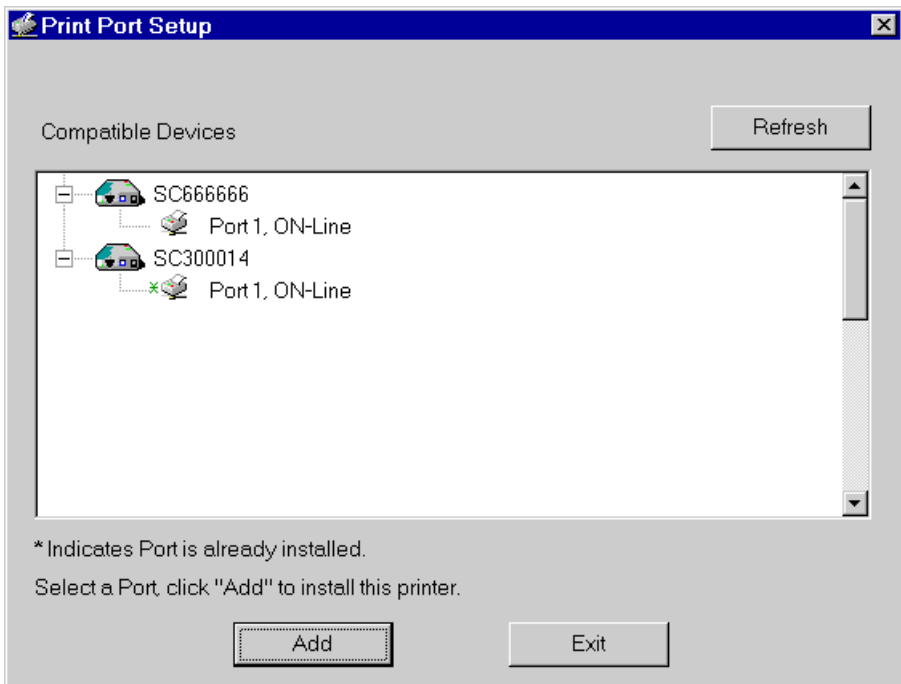 Print Port Setup
Compatible Devices
Refresh
SC666666
Port 1, ON-Line
SC300014
* Port 1, ON-Line
* Indicates Port is already installed.
Select a Port, click "Add" to install this printer.
Add
Exit